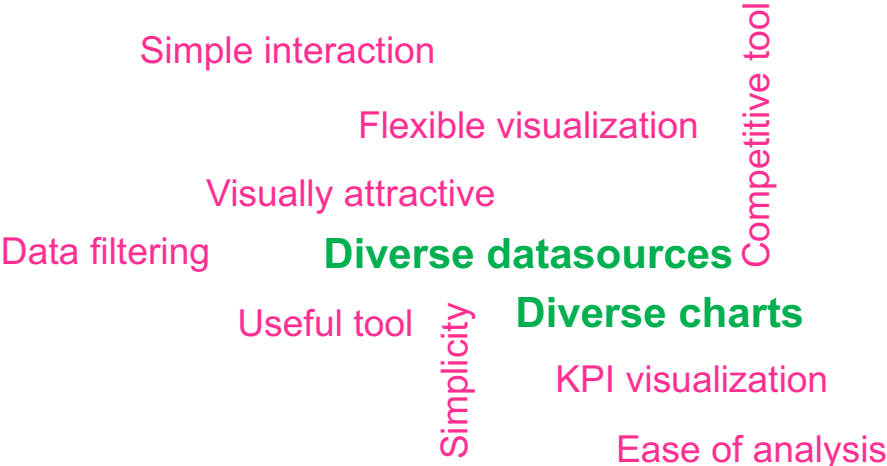 Simple interaction
Competitive tool
Flexible visualization
Visually attractive
Data filtering
Diverse datasources
Useful tool
Simplicity
Diverse charts
KPI visualization
Ease of analysis